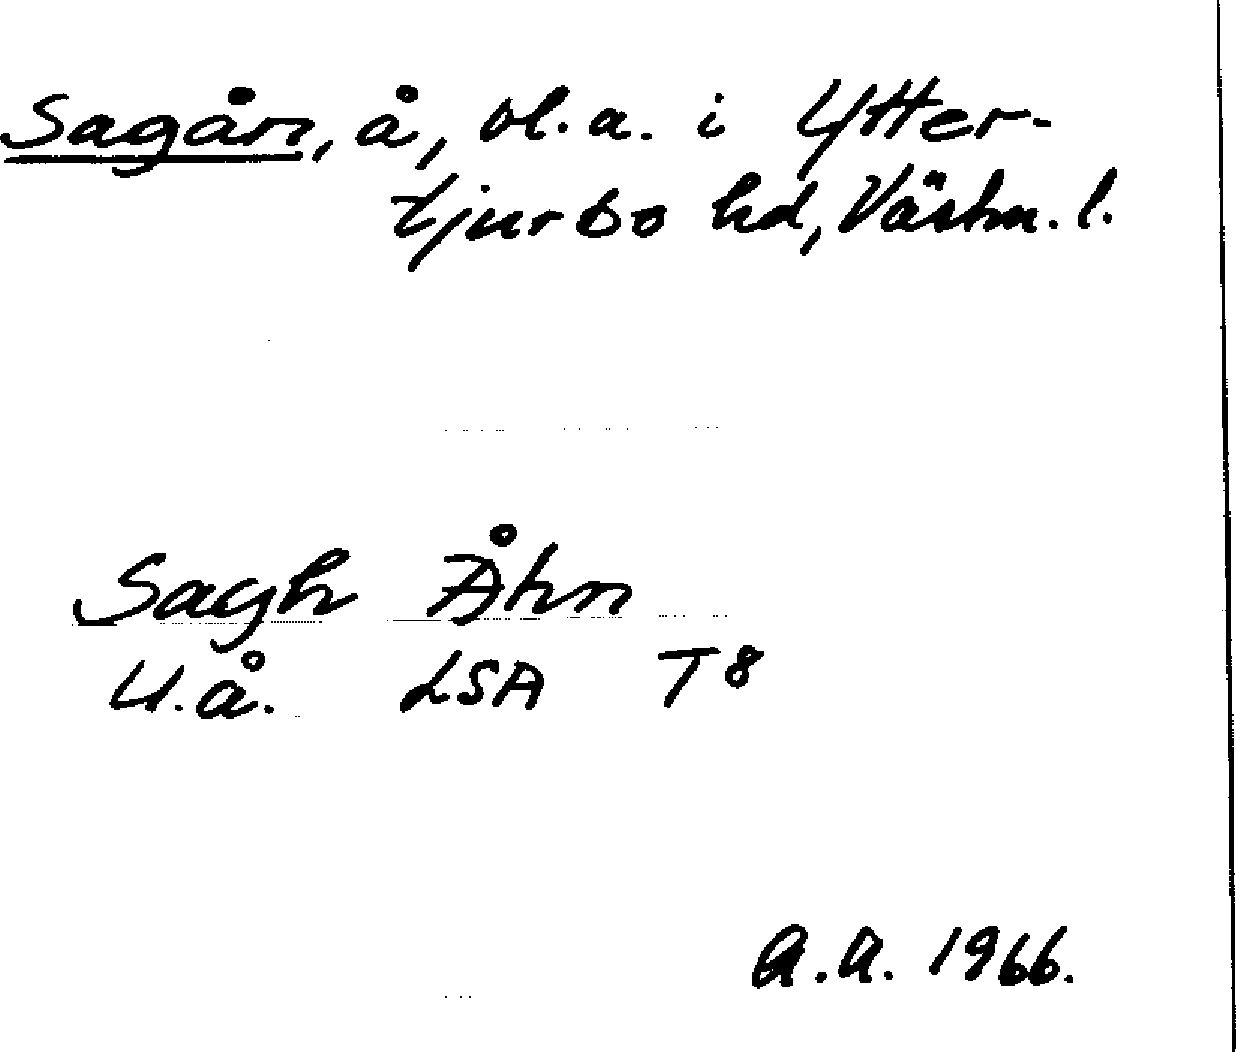 Sagån, å, bl.a. i Ytter-
tjurbo hd, Västm. l.
Sagh Åhn
U.å. LSA T8
A.A. 1966.